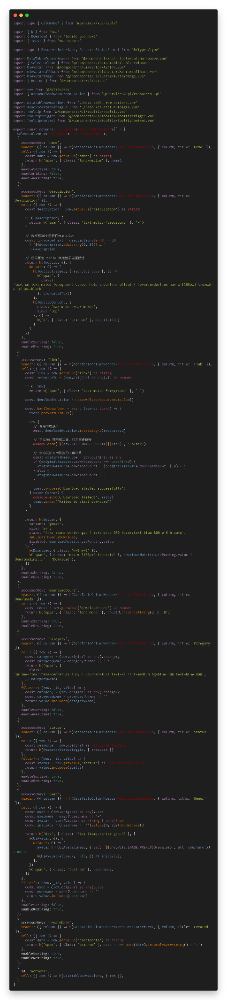 import type { ColumnDef } from '@tanstack/vue-table'
import { h } from 'vue'
import { Download } from 'lucide-vue-next'
import { toast } from 'vue-sonner'
import type { ResourceInterface, ResourceStatusEnum } from '@/types/type'
import DataTableColumnHeader from '@/components/data-table/column-header.vue'
import { SelectColumn } from '@/components/data-table/table-columns'
import UiAvatar from '@/components/ui/avatar/Avatar.vue'
import UiAvatarFallback from '@/components/ui/avatar/AvatarFallback.vue'
import UiAvatarImage from '@/components/ui/avatar/AvatarImage.vue'
import { Button } from '@/components/ui/button'
import env from '@/utils/env'
import { useDownloadResourceMutation } from '@/services/api/resources.api'
import DataTableRowActions from './data-table-row-actions.vue'
import ResourceStatusToggle from './resource-status-toggle.vue'
import Tooltip from '@/components/ui/tooltip/Tooltip.vue'
import TooltipTrigger from '@/components/ui/tooltip/TooltipTrigger.vue'
import TooltipContent from '@/components/ui/tooltip/TooltipContent.vue'
export const columns: ColumnDef<ResourceInterface>[] = [
  SelectColumn as ColumnDef<ResourceInterface>,
  {
    accessorKey: 'name',
    header: ({ column }) => h(DataTableColumnHeader<ResourceInterface>, { column, title: 'Name' }),
    cell: ({ row }) => {
      const name = row.getValue('name') as string
      return h('span', { class: 'font-medium' }, name)
    },
    enableSorting: true,
    enableHiding: false,
    enableResizing: true,
  },
  {
    accessorKey: 'description',
    header: ({ column }) => h(DataTableColumnHeader<ResourceInterface>, { column, title:
'Description' }),
    cell: ({ row }) => {
      const description = row.getValue('description') as string
      if (!description) {
        return h('span', { class: 'text-muted-foreground' }, '-')
      }
      // 截取前30个字符作为显示文本
      const truncatedText = description.length > 30
        ? `${description.substring(0, 30)}...`
        : description
      // 使用原生 title 属性显示完整描述
      return h(Tooltip, {}, {
        default: () => [
          h(TooltipTrigger, { asChild: true }, () =>
            h('span', {
              class:
'text-sm text-muted-foreground cursor-help underline-offset-4 hover:underline max-w-[200px] truncat
e inline-block'
            }, truncatedText)
          ),
          h(TooltipContent, {
            class: 'max-w-xs break-words',
            side: 'top'
          }, () =>
            h('p', { class: 'text-sm' }, description)
          )
        ]
      })
    },
    enableSorting: false,
    enableResizing: true,
  },
  {
    accessorKey: 'link',
    header: ({ column }) => h(DataTableColumnHeader<ResourceInterface>, { column, title: 'Link' }),
    cell: ({ row }) => {
      const link = row.getValue('link') as string
      const resourceId = (row.original as any).id as number
      if (!link)
        return h('span', { class: 'text-muted-foreground' }, '-')
      const downloadMutation = useDownloadResourceMutation()
      const handleDownload = async (event: Event) => {
        event.preventDefault()
        try {
          // 调用下载接口
          await downloadMutation.mutateAsync(resourceId)
          // 下载接口调用成功后，打开文件链接
          window.open(`${env.VITE_IMAGE_PREFIX}${link}`, '_blank')
          // 手动更新本地数据的下载计数
          const originalResource = row.original as any
          if (originalResource.downloadCount !== undefined) {
            originalResource.downloadCount = (originalResource.downloadCount || 0) + 1
          } else {
            originalResource.downloadCount = 1
          }
          toast.success('Download started successfully')
        } catch (error) {
          console.error('Download failed:', error)
          toast.error('Failed to start download')
        }
      }
      return h(Button, {
        variant: 'ghost',
        size: 'sm',
        class: 'flex items-center gap-1 text-blue-600 hover:text-blue-800 p-0 h-auto',
        onClick: handleDownload,
        disabled: downloadMutation.isPending.value
      }, [
        h(Download, { class: 'h-3 w-3' }),
        h('span', { class: 'max-w-[150px] truncate' }, downloadMutation.isPending.value ?
'Downloading...' : 'Download'),
      ])
    },
    enableSorting: false,
    enableResizing: true,
  },
  {
    accessorKey: 'downloadCount',
    header: ({ column }) => h(DataTableColumnHeader<ResourceInterface>, { column, title:
'Downloads' }),
    cell: ({ row }) => {
      const count = row.getValue('downloadCount') as number
      return h('span', { class: 'font-mono' }, count?.toLocaleString() || '0')
    },
    enableSorting: true,
    enableResizing: true,
  },
  {
    accessorKey: 'category',
    header: ({ column }) => h(DataTableColumnHeader<ResourceInterface>, { column, title: 'Category'
 }),
    cell: ({ row }) => {
      const category = (row.original as any).category
      const categoryName = category?.name || '-'
      return h('span', {
        class:
'inline-flex items-center px-2 py-1 rounded-full text-xs font-medium bg-blue-100 text-blue-800',
      }, categoryName)
    },
    filterFn: (row, _id, value) => {
      const category = (row.original as any).category
      const categoryName = category?.name || ''
      return value.includes(categoryName)
    },
    enableSorting: false,
    enableResizing: true,
  },
  {
    accessorKey: 'status',
    header: ({ column }) => h(DataTableColumnHeader<ResourceInterface>, { column, title: 'Status'
 }),
    cell: ({ row }) => {
      const resource = row.original as ResourceInterface
      return h(ResourceStatusToggle, { resource })
    },
    filterFn: (row, _id, value) => {
      const status = row.getValue('status') as ResourceStatusEnum
      return value.includes(status)
    },
    enableSorting: true,
    enableResizing: true,
  },
  {
    accessorKey: 'user',
    header: ({ column }) => h(DataTableColumnHeader<ResourceInterface>, { column, title: 'Owner'
 }),
    cell: ({ row }) => {
      const user = (row.original as any).user
      const username = user?.username || '-'
      const avatar = user?.avatar as string | undefined
      const initials = (username || '').slice(0, 2).toUpperCase()
      return h('div', { class: 'flex items-center gap-3' }, [
        h(UiAvatar, {}, {
          default: () => [
            avatar ? h(UiAvatarImage, { src: `${env.VITE_IMAGE_PREFIX}${avatar}`, alt: username })
: null,
            h(UiAvatarFallback, null, () => initials),
          ],
        }),
        h('span', { class: 'text-sm' }, username),
      ])
    },
    filterFn: (row, _id, value) => {
      const user = (row.original as any).user
      const username = user?.username || ''
      return value.includes(username)
    },
    enableSorting: false,
    enableResizing: true,
  },
  {
    accessorKey: 'createDate',
    header: ({ column }) => h(DataTableColumnHeader<ResourceInterface>, { column, title: 'Created'
 }),
    cell: ({ row }) => {
      const date = row.getValue('createDate') as string
      return h('span', { class: 'text-sm' }, date ? new Date(date).toLocaleDateString() : '-')
    },
    enableSorting: true,
    enableResizing: true,
  },
  {
    id: 'actions',
    cell: ({ row }) => h(DataTableRowActions, { row }),
  },
]